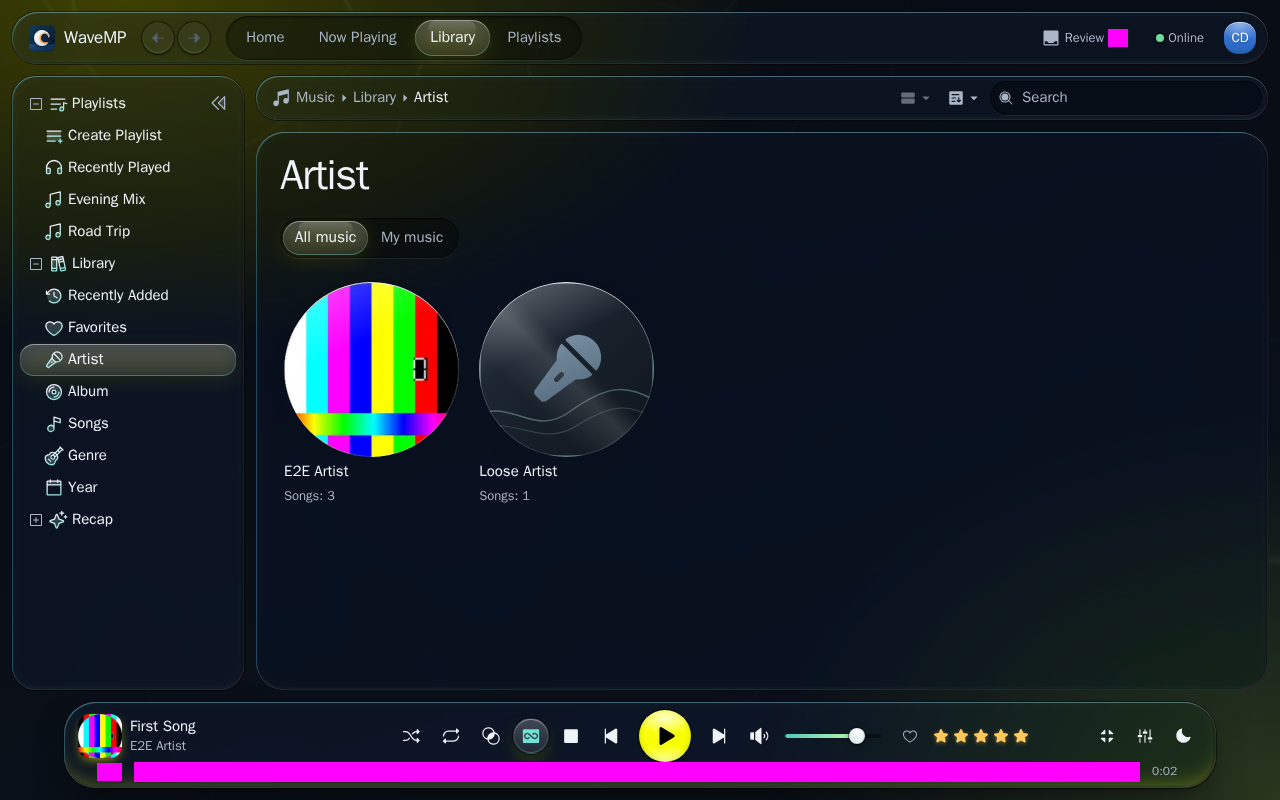 WaveMP
Home
Now Playing
Library
Playlists
Review
Online
CD
Playlists
Create Playlist
Recently Played
Evening Mix
Road Trip
Library
Recently Added
Favorites
Artist
Album
Songs
Genre
Year
Recap
Music
Library
Artist
Search
Artist
All music
My music
E2E Artist
Songs: 3
Loose Artist
Songs: 1
First Song
E2E Artist
0:02